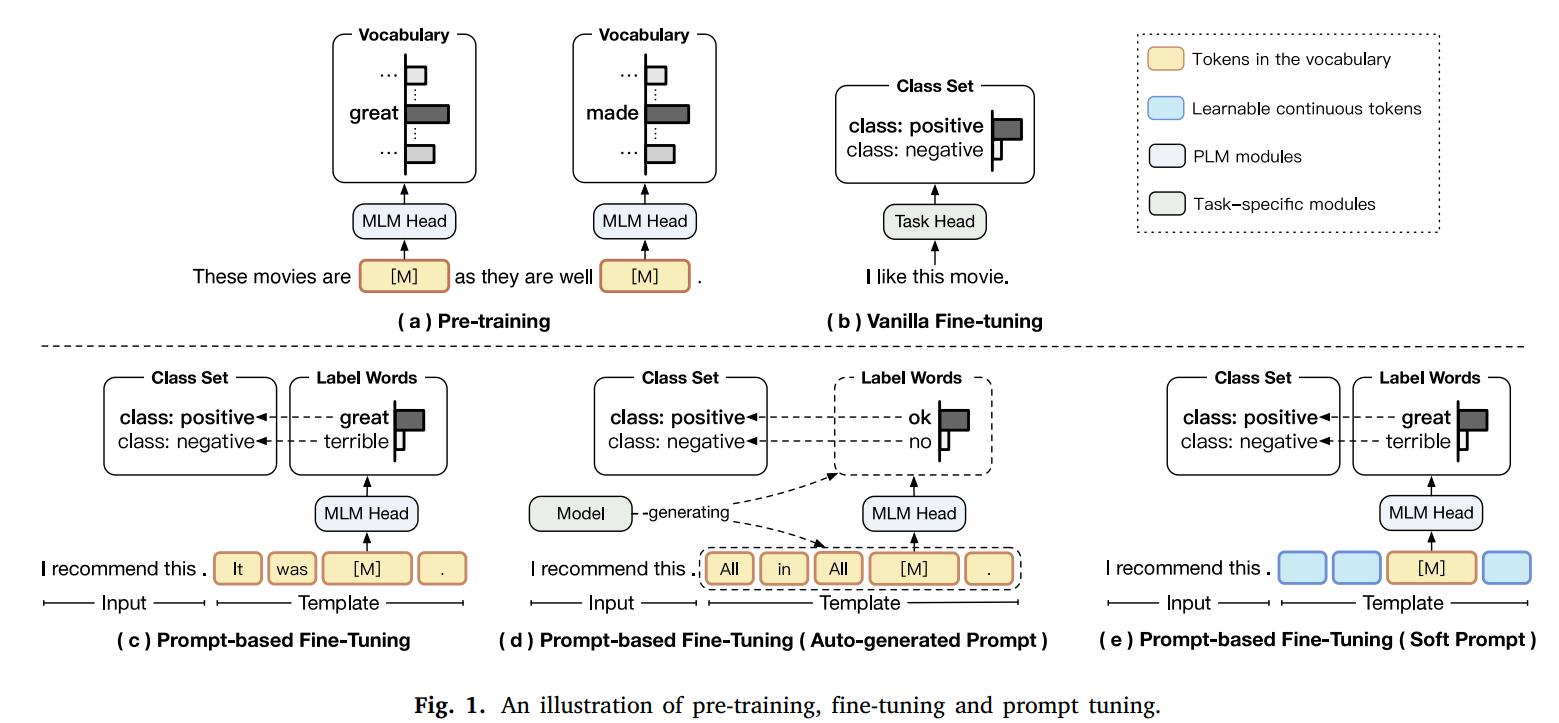 Vocabulary
...
great
...
MLM Head
Vocabulary
...
made
...
MLM Head
These movies are [M] as they are well [M] .
( a ) Pre-training
Class Set
class: positive
class: negative
Task Head
I like this movie.
( b ) Vanilla Fine-tuning
Tokens in the vocabulary
Learnable continuous tokens
PLM modules
Task-specific modules
Class Set
class: positive
class: negative
Label Words
great
terrible
MLM Head
I recommend this . It was [M] .
Input Template
( c ) Prompt-based Fine-Tuning
Class Set
class: positive
class: negative
Label Words
ok
no
Model generating MLM Head
I recommend this . All in All [M] .
Input Template
( d ) Prompt-based Fine-Tuning ( Auto-generated Prompt )
Class Set
class: positive
class: negative
Label Words
great
terrible
MLM Head
I recommend this . [M]
Input Template
( e ) Prompt-based Fine-Tuning ( Soft Prompt )
Fig. 1. An illustration of pre-training, fine-tuning and prompt tuning.